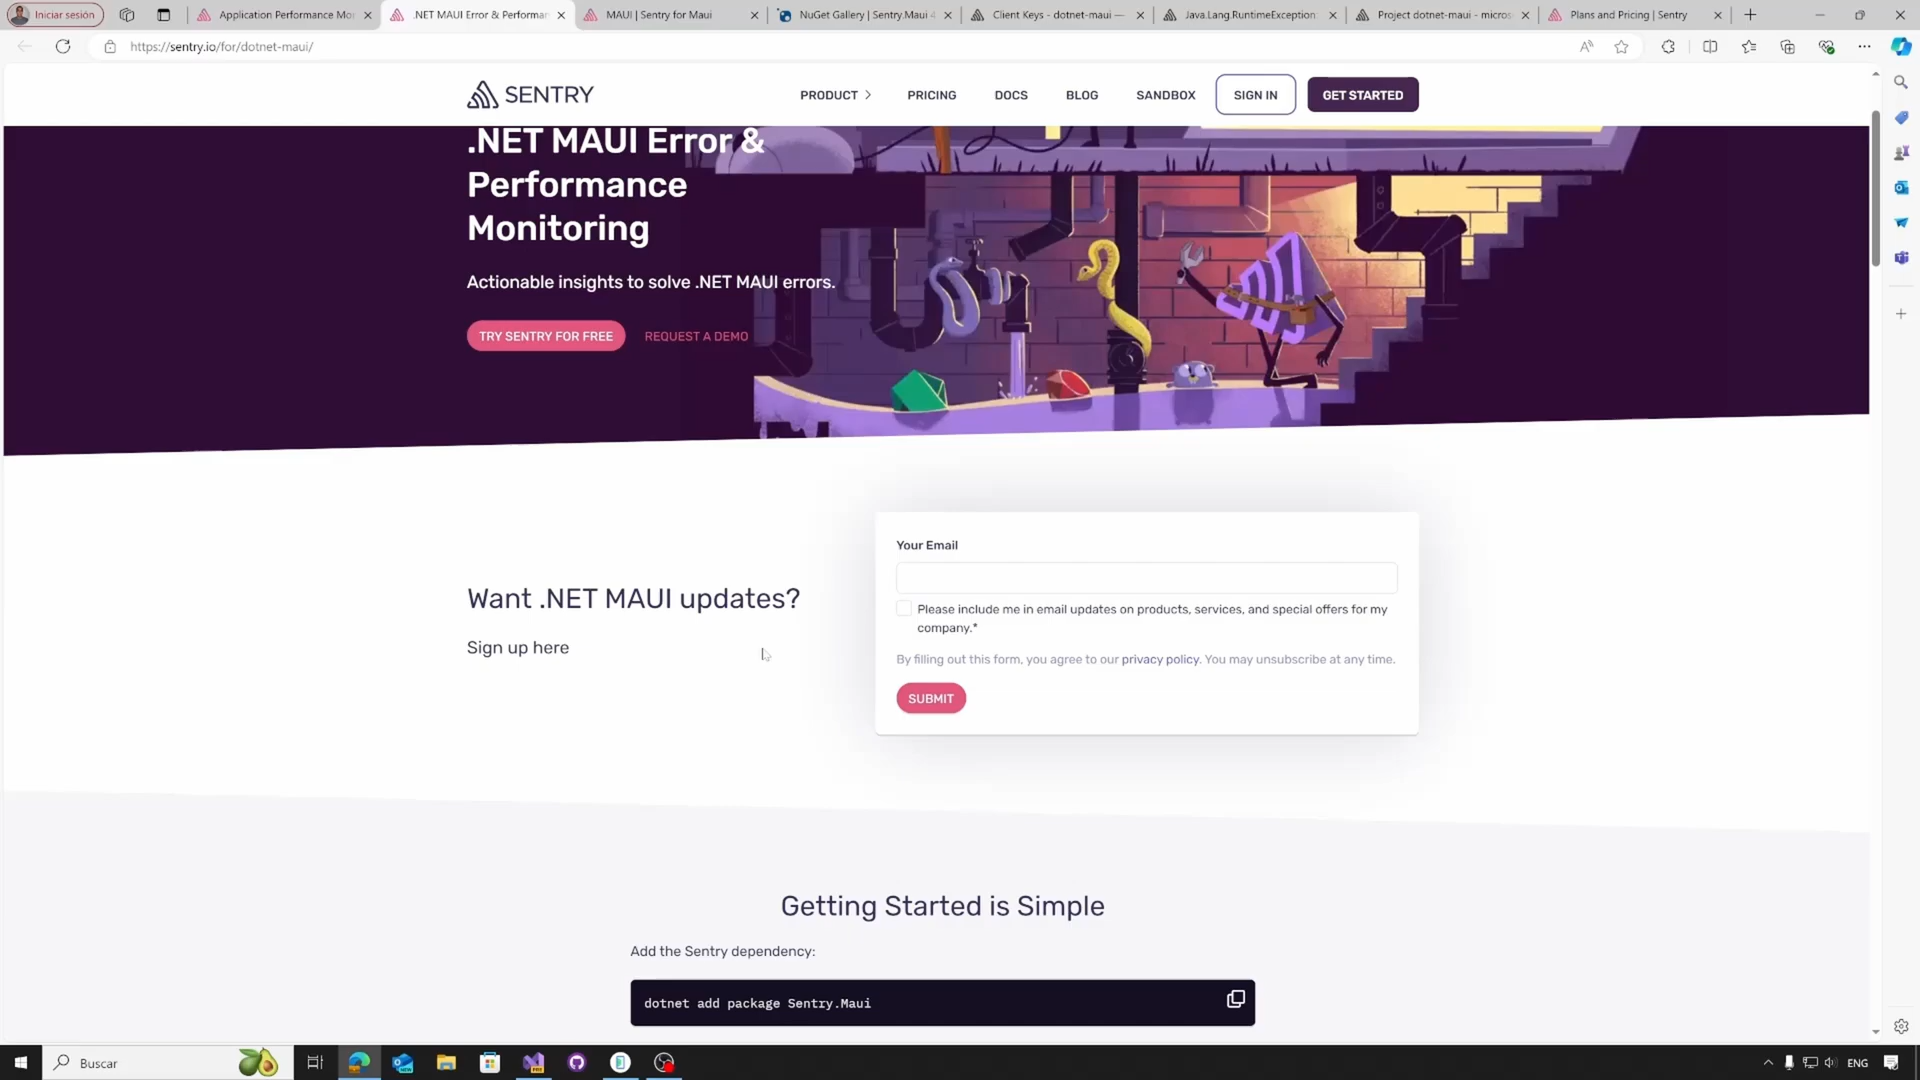 Iniciar sesión
Application Performance Mo
.NET MAUI Error & Performan
MAUI | Sentry for Maui
NuGet Gallery | Sentry.Maui 4
Client Keys - dotnet-maui —
Java.Lang.RuntimeException:
Project dotnet-maui - micros
Plans and Pricing | Sentry
https://sentry.io/for/dotnet-maui/
SENTRY
PRODUCT
PRICING
DOCS
BLOG
SANDBOX
SIGN IN
GET STARTED
.NET MAUI Error &
Performance
Monitoring
Actionable insights to solve .NET MAUI errors.
TRY SENTRY FOR FREE
REQUEST A DEMO
Want .NET MAUI updates?
Sign up here
Your Email
Please include me in email updates on products, services, and special offers for my
company.*
By filling out this form, you agree to our privacy policy. You may unsubscribe at any time.
SUBMIT
Getting Started is Simple
Add the Sentry dependency:
dotnet add package Sentry.Maui
Buscar
ENG